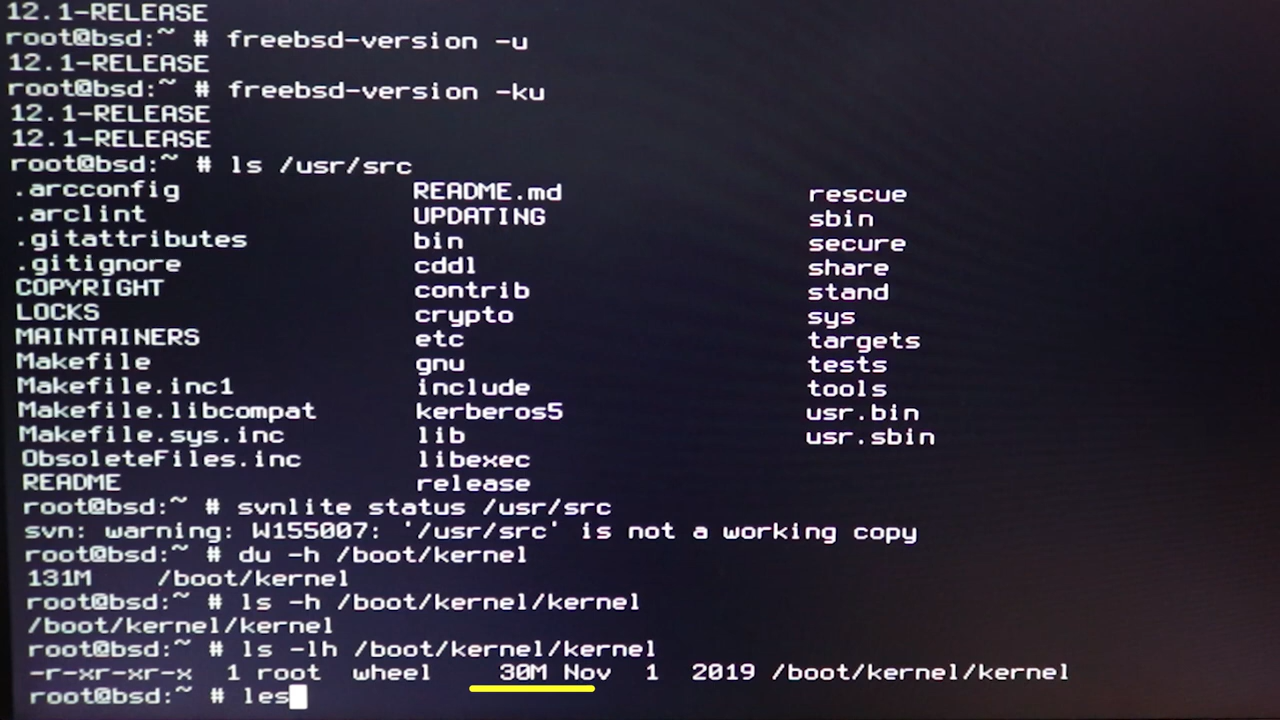 12.1-RELEASE
root@bsd:~ # freebsd-version -u
12.1-RELEASE
root@bsd:~ # freebsd-version -ku
12.1-RELEASE
12.1-RELEASE
root@bsd:~ # ls /usr/src
.arcconfig README.md rescue
.arclint UPDATING sbin
.gitattributes bin secure
.gitignore cddl share
COPYRIGHT contrib stand
LOCKS crypto sys
MAINTAINERS etc targets
Makefile gnu tests
Makefile.inc1 include tools
Makefile.libcompat kerberos5 usr.bin
Makefile.sys.inc lib usr.sbin
ObsoleteFiles.inc libexec
README release
root@bsd:~ # svnlite status /usr/src
svn: warning: W155007: '/usr/src' is not a working copy
root@bsd:~ # du -h /boot/kernel
131M /boot/kernel
root@bsd:~ # ls -h /boot/kernel/kernel
/boot/kernel/kernel
root@bsd:~ # ls -lh /boot/kernel/kernel
-r-xr-xr-x 1 root wheel 30M Nov 1 2019 /boot/kernel/kernel
root@bsd:~ # les